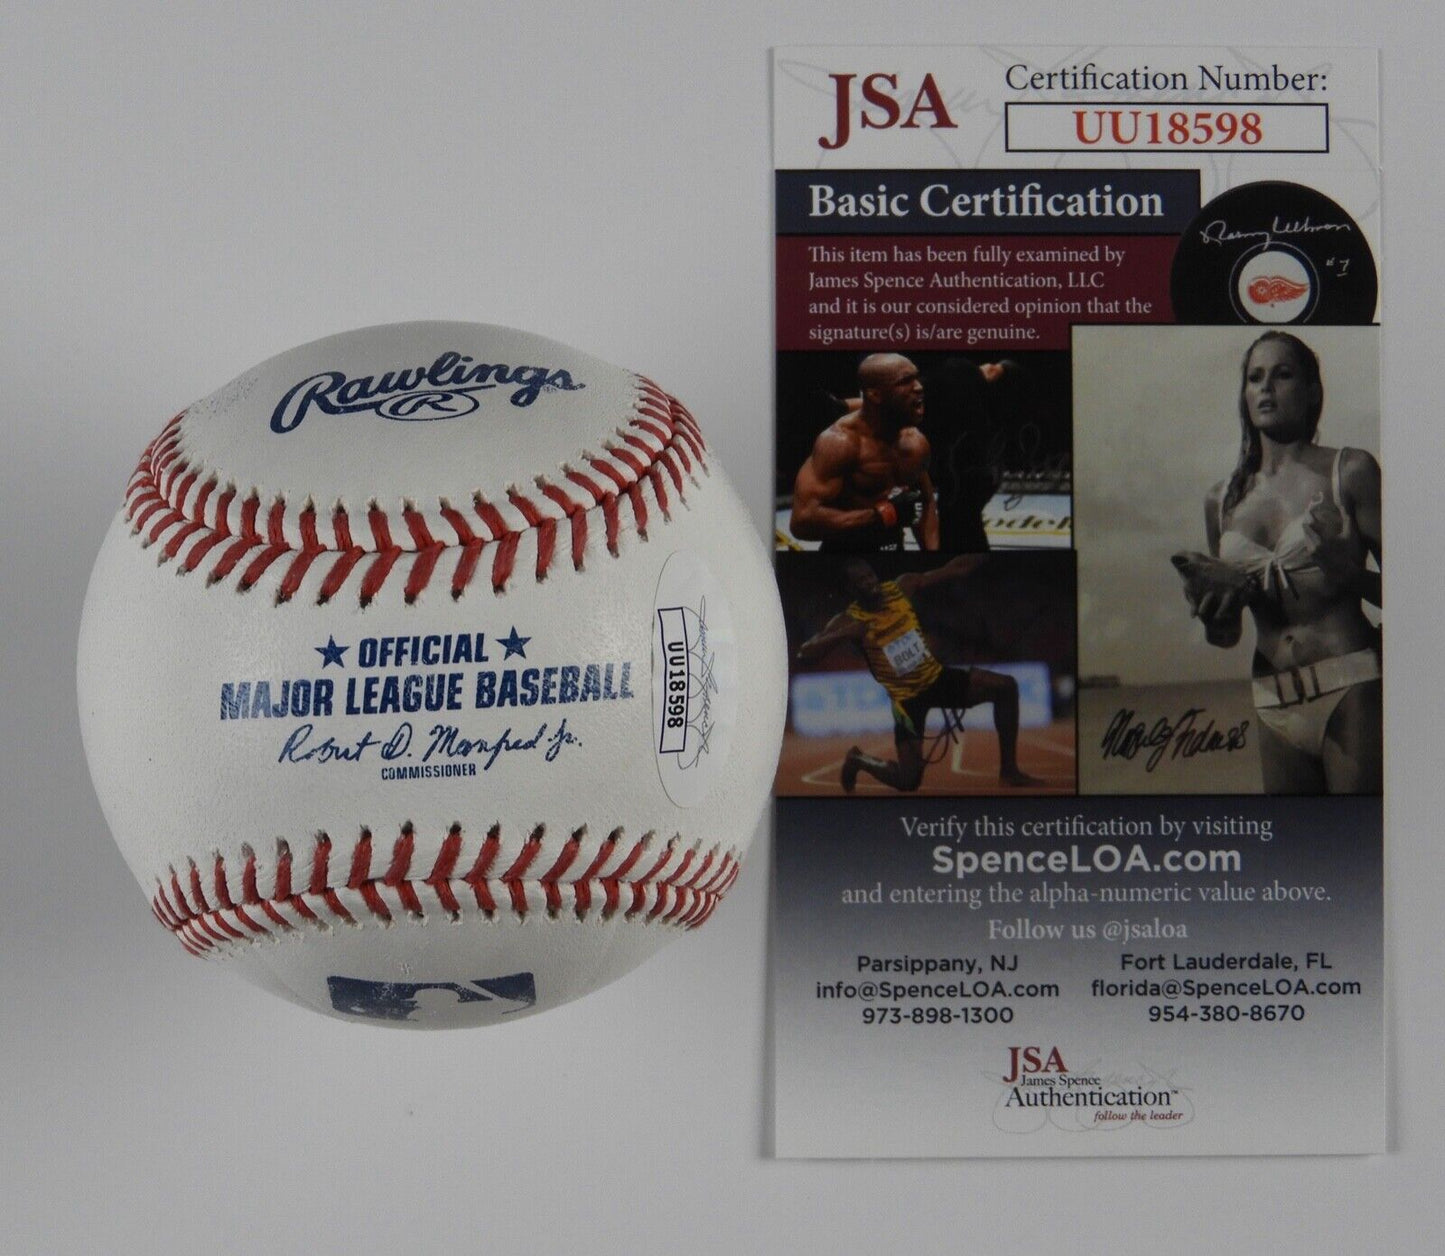 Rawlings
R
OFFICIAL
MAJOR LEAGUE BASEBALL
Robert D. Manfred Jr.
COMMISSIONER
UU18598
JSA
Certification Number:
UU18598
Basic Certification
This item has been fully examined by
James Spence Authentication, LLC
and it is our considered opinion that the
signature(s) is/are genuine.
#7
BOLT
Verify this certification by visiting
SpenceLOA.com
and entering the alpha-numeric value above.
Follow us @jsaloa
Parsippany, NJ
info@SpenceLOA.com
973-898-1300
Fort Lauderdale, FL
florida@SpenceLOA.com
954-380-8670
JSA
James Spence
Authentication™
follow the leader